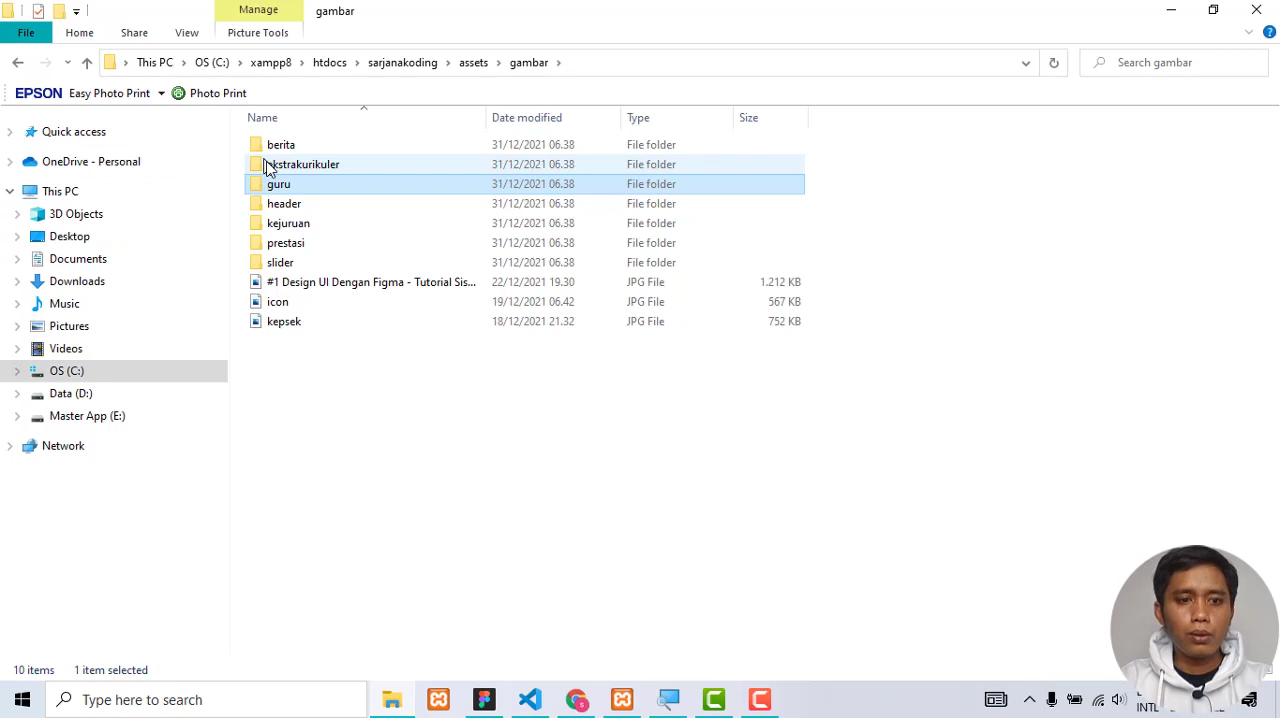 Manage
gambar
File
Home
Share
View
Picture Tools
This PC
OS (C:)
xampp8
htdocs
sarjanakoding
assets
gambar
Search gambar
EPSON Easy Photo Print
Photo Print
Name
Date modified
Type
Size
Quick access
OneDrive - Personal
This PC
3D Objects
Desktop
Documents
Downloads
Music
Pictures
Videos
OS (C:)
Data (D:)
Master App (E:)
Network
berita 31/12/2021 06.38 File folder
ekstrakurikuler 31/12/2021 06.38 File folder
guru 31/12/2021 06.38 File folder
header 31/12/2021 06.38 File folder
kejuruan 31/12/2021 06.38 File folder
prestasi 31/12/2021 06.38 File folder
slider 31/12/2021 06.38 File folder
#1 Design UI Dengan Figma - Tutorial Sis... 22/12/2021 19.30 JPG File 1.212 KB
icon 19/12/2021 06.42 JPG File 567 KB
kepsek 18/12/2021 21.32 JPG File 752 KB
10 items
1 item selected
Type here to search